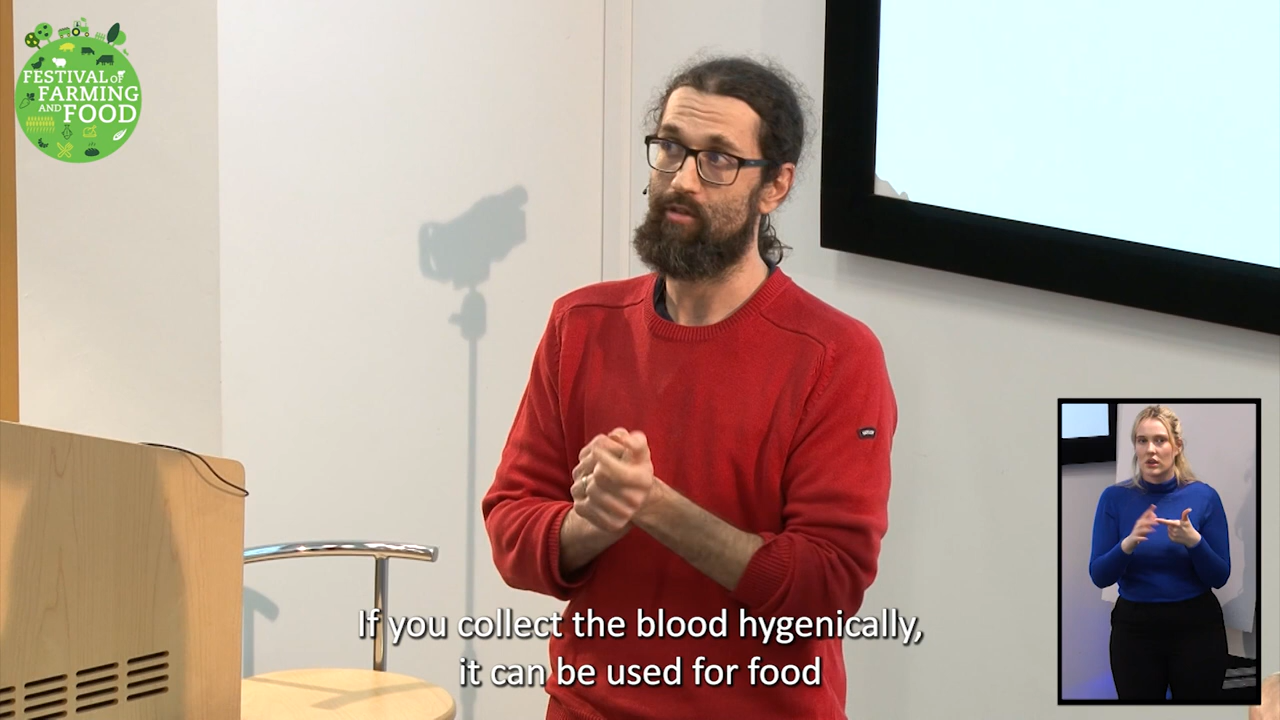 FESTIVAL of
FARMING
AND FOOD
If you collect the blood hygenically,
it can be used for food